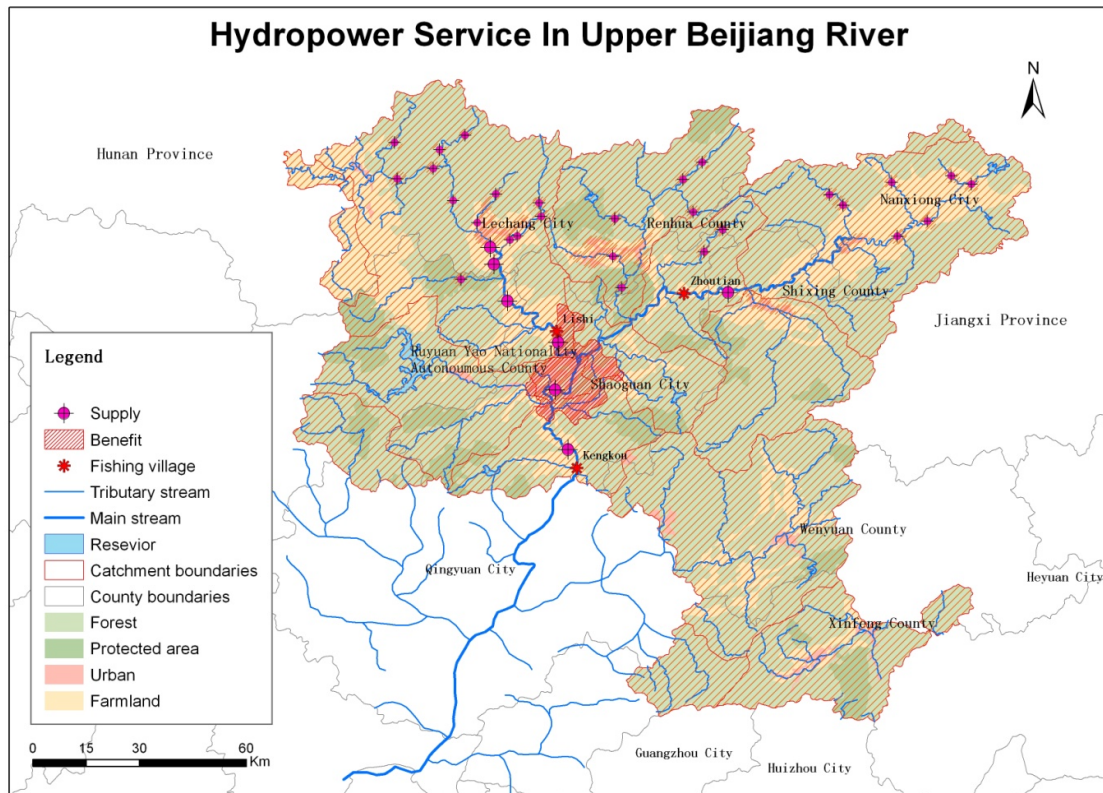 Hydropower Service In Upper Beijiang River
N
Hunan Province
Lechang City
Renhua County
Nanxiong City
Zhoutian
Shixing County
Jiangxi Province
Lishi
Ruyuan Yao Nationality
Autonoumous County
Shaoguan City
Kengkou
Wenyuan County
Qingyuan City
Heyuan City
Xinfeng County
Guangzhou City
Huizhou City
Legend
Supply
Benefit
Fishing village
Tributary stream
Main stream
Resevior
Catchment boundaries
County boundaries
Forest
Protected area
Urban
Farmland
0 15 30 60
Km